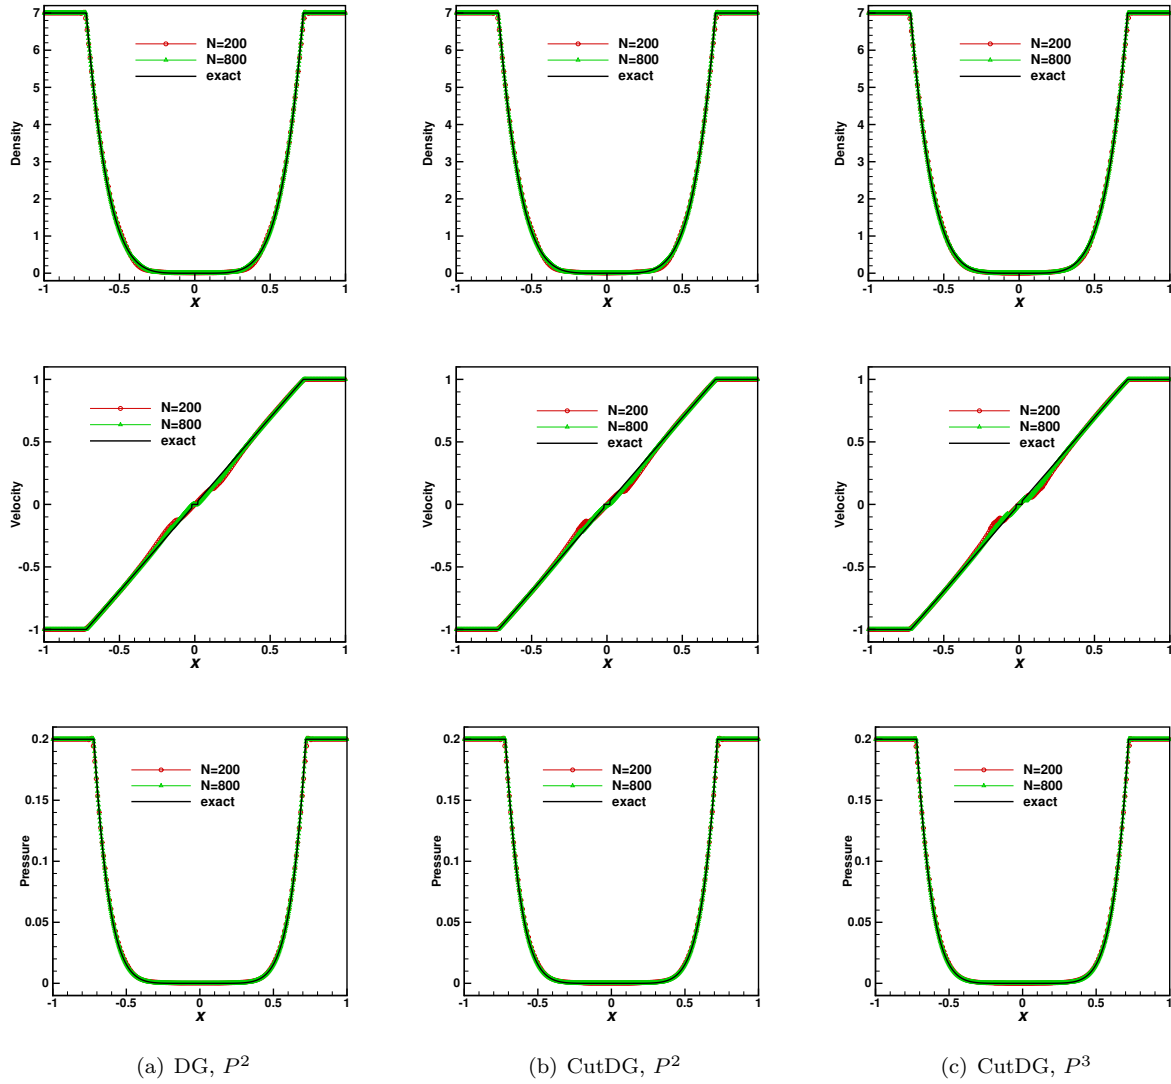 7
6
5
4
3
2
1
0
Density
-1
-0.5
0
0.5
1
X
N=200
N=800
exact
7
6
5
4
3
2
1
0
Density
-1
-0.5
0
0.5
1
X
N=200
N=800
exact
7
6
5
4
3
2
1
0
Density
-1
-0.5
0
0.5
1
X
N=200
N=800
exact
1
0.5
0
-0.5
-1
Velocity
-1
-0.5
0
0.5
1
X
N=200
N=800
exact
1
0.5
0
-0.5
-1
Velocity
-1
-0.5
0
0.5
1
X
N=200
N=800
exact
1
0.5
0
-0.5
-1
Velocity
-1
-0.5
0
0.5
1
X
N=200
N=800
exact
0.2
0.15
0.1
0.05
0
Pressure
-1
-0.5
0
0.5
1
X
N=200
N=800
exact
0.2
0.15
0.1
0.05
0
Pressure
-1
-0.5
0
0.5
1
X
N=200
N=800
exact
0.2
0.15
0.1
0.05
0
Pressure
-1
-0.5
0
0.5
1
X
N=200
N=800
exact
(a) DG, P²
(b) CutDG, P²
(c) CutDG, P³